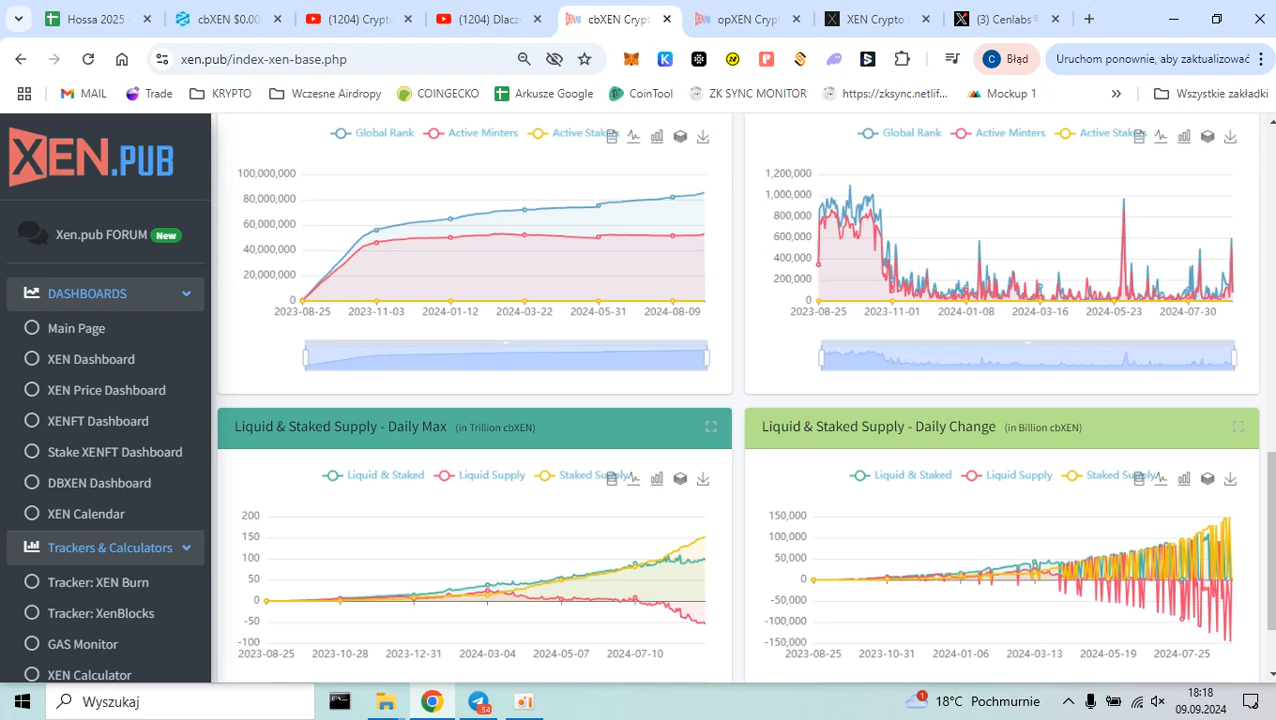 Hossa 2025
cbXEN $0.00
(1204) Crypt
(1204) Dlacz
cbXEN Crypt
opXEN Cryp
XEN Crypto
(3) Cenlabs
xen.pub/index-xen-base.php
Błąd
Uruchom ponownie, aby zaktualizować
MAIL
Trade
KRYPTO
Wczesne Airdropy
COINGECKO
Arkusze Google
CoinTool
ZK SYNC MONITOR
https://zksync.netlif...
Mockup 1
Wszystkie zakładki
XEN.PUB
Xen.pub FORUM New
DASHBOARDS
Main Page
XEN Dashboard
XEN Price Dashboard
XENFT Dashboard
Stake XENFT Dashboard
DBXEN Dashboard
XEN Calendar
Trackers & Calculators
Tracker: XEN Burn
Tracker: XenBlocks
GAS Monitor
XEN Calculator
Global Rank Active Minters Active Stakes
100,000,000
80,000,000
60,000,000
40,000,000
20,000,000
0
2023-08-25 2023-11-03 2024-01-12 2024-03-22 2024-05-31 2024-08-09
Global Rank Active Minters Active Stakes
1,200,000
1,000,000
800,000
600,000
400,000
200,000
0
2023-08-25 2023-11-01 2024-01-08 2024-03-16 2024-05-23 2024-07-30
Liquid & Staked Supply - Daily Max (in Trillion cbXEN)
Liquid & Staked Liquid Supply Staked Supply
200
150
100
50
0
-50
-100
2023-08-25 2023-10-28 2023-12-31 2024-03-04 2024-05-07 2024-07-10
Liquid & Staked Supply - Daily Change (in Billion cbXEN)
Liquid & Staked Liquid Supply Staked Supply
150,000
100,000
50,000
0
-50,000
-100,000
-150,000
2023-08-25 2023-10-31 2024-01-06 2024-03-13 2024-05-19 2024-07-25
Wyszukaj
54
1
18°C Pochmurnie
18:18
09.09.2024